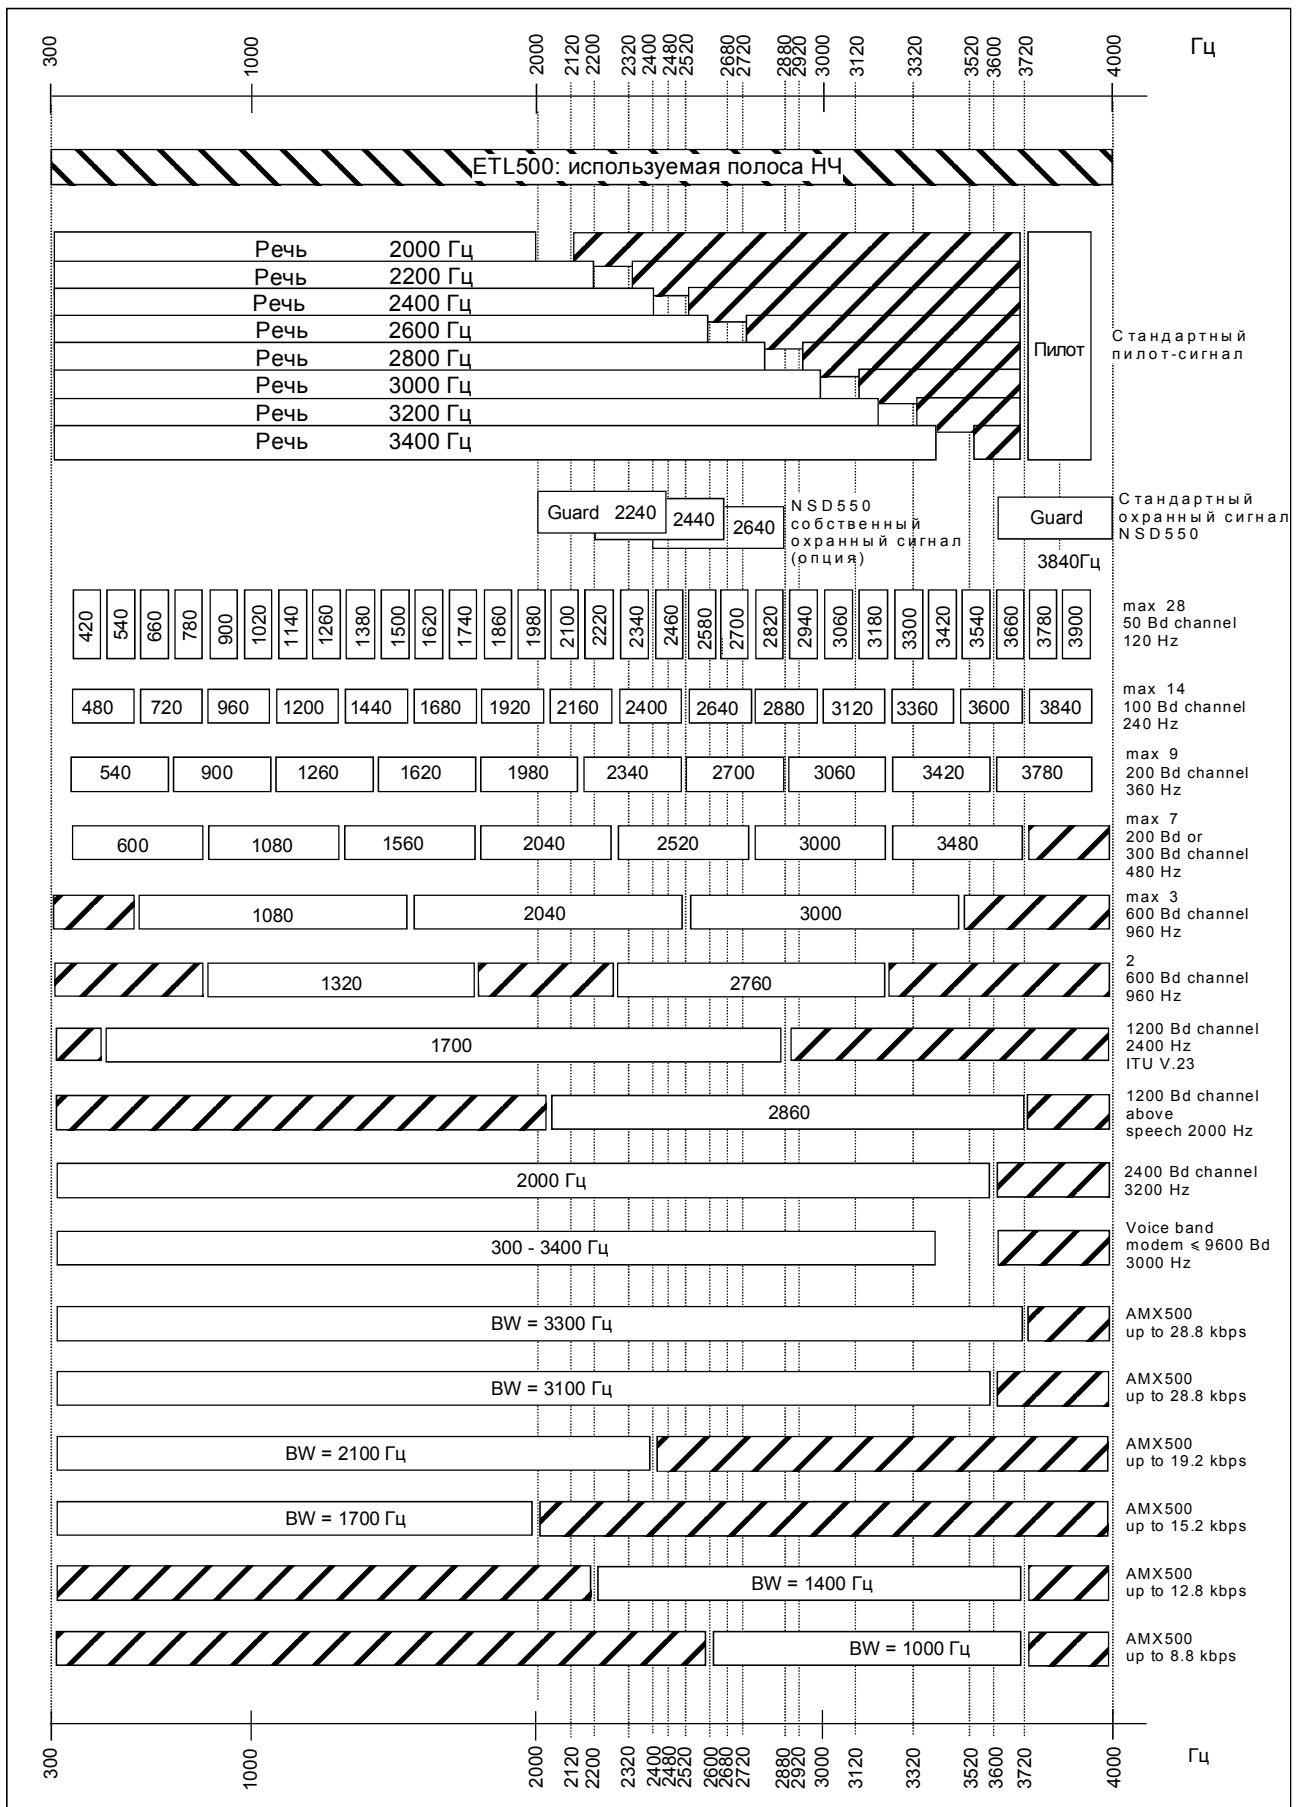 300
1000
2000
2120
2200
2320
2400
2480
2520
2680
2720
2880
2920
3000
3120
3320
3520
3600
3720
4000
Гц
ETL500: используемая полоса НЧ
Речь 2000 Гц
Речь 2200 Гц
Речь 2400 Гц
Речь 2600 Гц
Речь 2800 Гц
Речь 3000 Гц
Речь 3200 Гц
Речь 3400 Гц
Пилот
Стандартный
пилот-сигнал
Guard 2240
2440
2640
NSD550
собственный
охранный сигнал
(опция)
Guard
3840Гц
Стандартный
охранный сигнал
NSD550
420 540 660 780 900 1020 1140 1260 1380 1500 1620 1740 1860 1980 2100 2220 2340 2460 2580 2700 2820 2940 3060 3180 3300 3420 3540 3660 3780 3900
max 28
50 Bd channel
120 Hz
480 720 960 1200 1440 1680 1920 2160 2400 2640 2880 3120 3360 3600 3840
max 14
100 Bd channel
240 Hz
540 900 1260 1620 1980 2340 2700 3060 3420 3780
max 9
200 Bd channel
360 Hz
600 1080 1560 2040 2520 3000 3480
max 7
200 Bd or
300 Bd channel
480 Hz
1080 2040 3000
max 3
600 Bd channel
960 Hz
1320 2760
2
600 Bd channel
960 Hz
1700
1200 Bd channel
2400 Hz
ITU V.23
2860
1200 Bd channel
above
speech 2000 Hz
2000 Гц
2400 Bd channel
3200 Hz
300 - 3400 Гц
Voice band
modem ⩽ 9600 Bd
3000 Hz
BW = 3300 Гц
AMX500
up to 28.8 kbps
BW = 3100 Гц
AMX500
up to 28.8 kbps
BW = 2100 Гц
AMX500
up to 19.2 kbps
BW = 1700 Гц
AMX500
up to 15.2 kbps
BW = 1400 Гц
AMX500
up to 12.8 kbps
BW = 1000 Гц
AMX500
up to 8.8 kbps
300
1000
2000
2120
2200
2320
2400
2480
2520
2600
2680
2720
2880
2920
3000
3120
3320
3520
3600
3720
4000
Гц